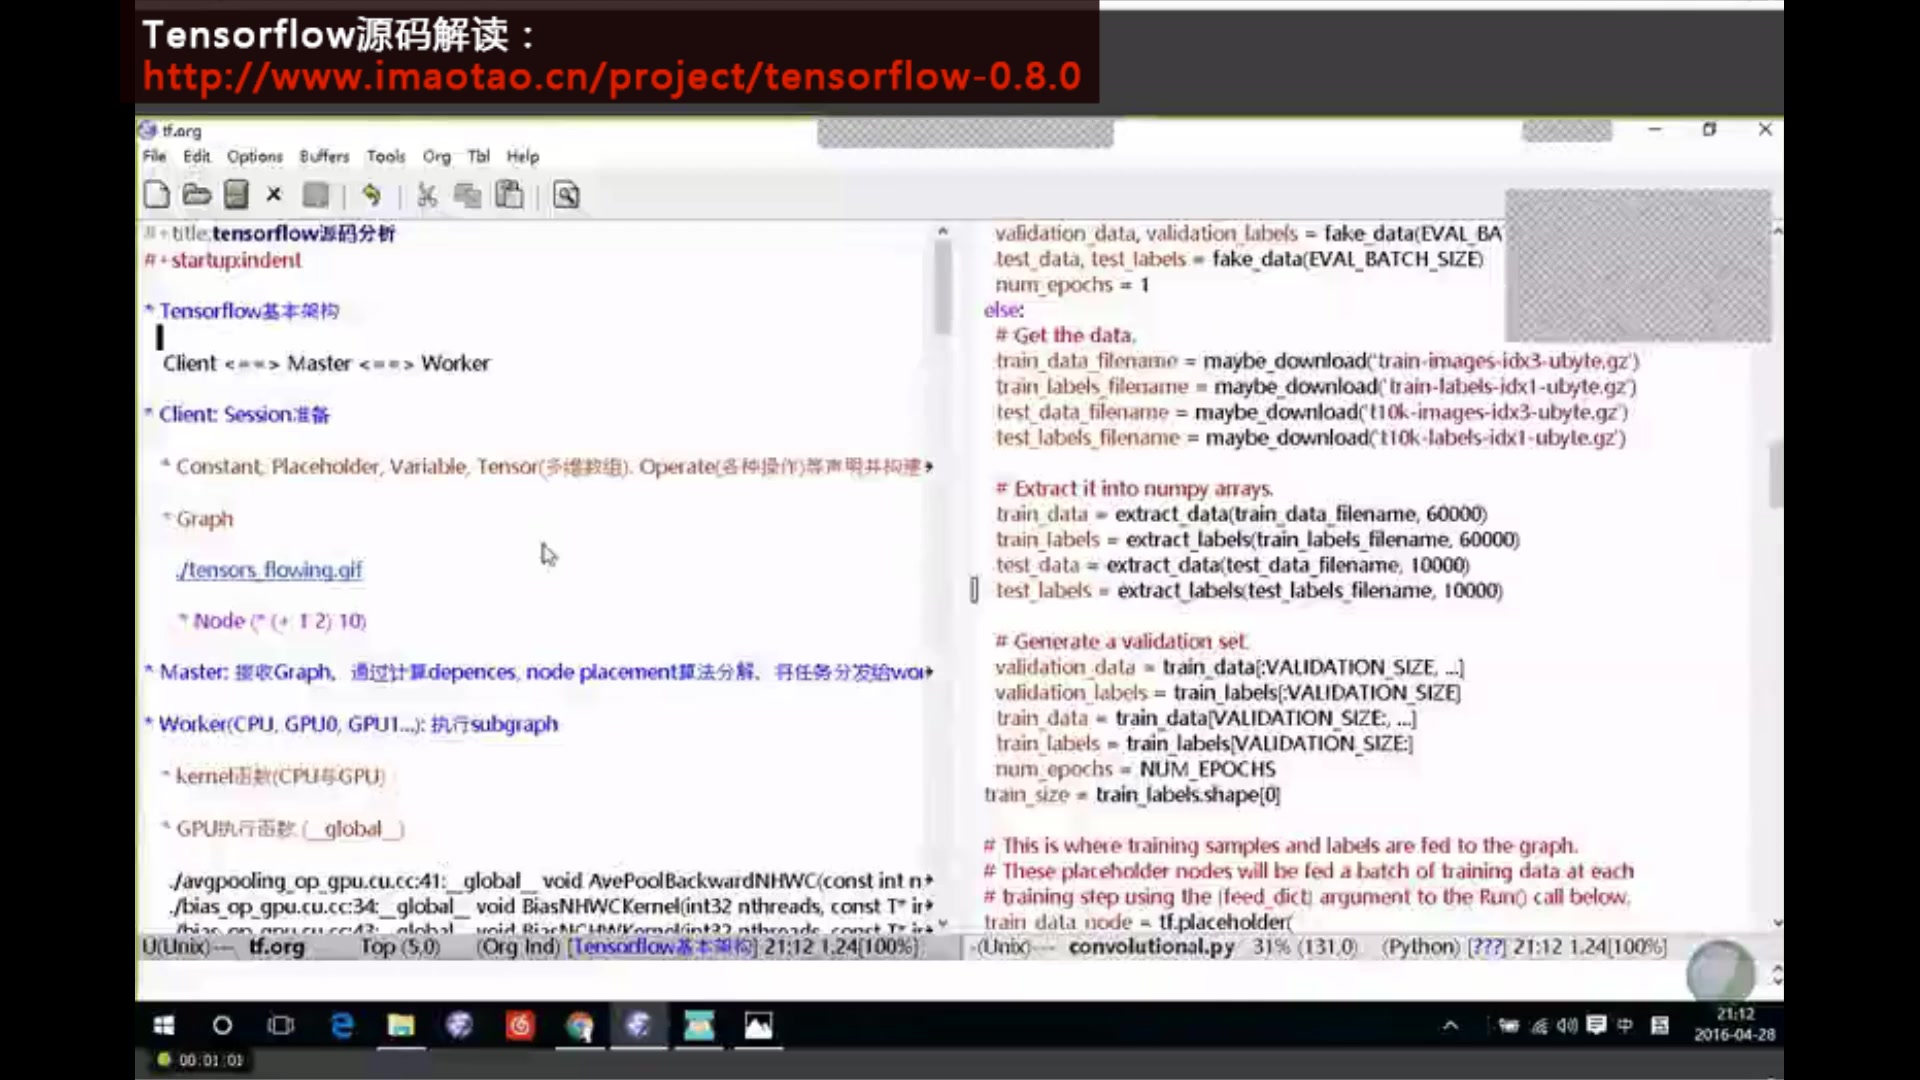 Tensorflow源码解读：
http://www.imaotao.cn/project/tensorflow-0.8.0
tf.org
File Edit Options Buffers Tools Org Tbl Help
#+title:tensorflow源码分析
#+startup:indent
* Tensorflow基本架构
Client <==> Master <==> Worker
* Client: Session准备
* Constant, Placeholder, Variable, Tensor(多维数组). Operate(各种操作)等声明并构建
* Graph
./tensors_flowing.gif
* Node (* (+ 1 2) 10)
* Master: 接收Graph, 通过计算depences, node placement算法分解, 将任务分发给wor
* Worker(CPU, GPU0, GPU1...): 执行subgraph
* kernel函数(CPU与GPU)
* GPU执行函数 (__global__)
./avgpooling_op_gpu.cu.cc:41:__global__ void AvePoolBackwardNHWC(const int n
./bias_op_gpu.cu.cc:34:__global__ void BiasNHWCKernel(int32 nthreads, const T* in
./bias_op_gpu.cu.cc:43:__global__ void BiasNCHWKernel(int32 nthreads, const T* in
U(Unix)--- tf.org Top (5,0) (Org Ind) [Tensorflow基本架构] 21:12 1.24[100%]
validation_data, validation_labels = fake_data(EVAL_BA
test_data, test_labels = fake_data(EVAL_BATCH_SIZE)
num_epochs = 1
else:
# Get the data.
train_data_filename = maybe_download('train-images-idx3-ubyte.gz')
train_labels_filename = maybe_download('train-labels-idx1-ubyte.gz')
test_data_filename = maybe_download('t10k-images-idx3-ubyte.gz')
test_labels_filename = maybe_download('t10k-labels-idx1-ubyte.gz')
# Extract it into numpy arrays.
train_data = extract_data(train_data_filename, 60000)
train_labels = extract_labels(train_labels_filename, 60000)
test_data = extract_data(test_data_filename, 10000)
test_labels = extract_labels(test_labels_filename, 10000)
# Generate a validation set.
validation_data = train_data[:VALIDATION_SIZE, ...]
validation_labels = train_labels[:VALIDATION_SIZE]
train_data = train_data[VALIDATION_SIZE:, ...]
train_labels = train_labels[VALIDATION_SIZE:]
num_epochs = NUM_EPOCHS
train_size = train_labels.shape[0]
# This is where training samples and labels are fed to the graph.
# These placeholder nodes will be fed a batch of training data at each
# training step using the {feed_dict} argument to the Run() call below.
train_data_node = tf.placeholder(
-(Unix)--- convolutional.py 31% (131,0) (Python) [???] 21:12 1.24[100%]
中
21:12
2016-04-28
00:01:01